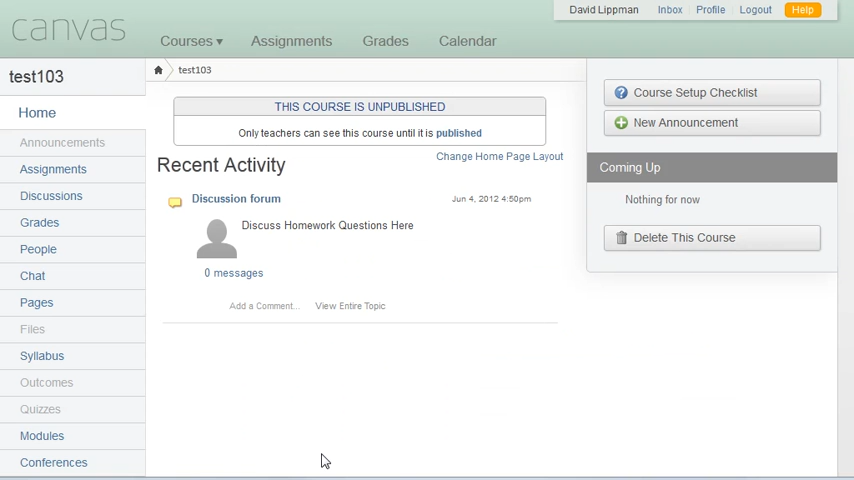 canvas
David Lippman Inbox Profile Logout Help
Courses ▾ Assignments Grades Calendar
test103
Home
Announcements
Assignments
Discussions
Grades
People
Chat
Pages
Files
Syllabus
Outcomes
Quizzes
Modules
Conferences
test103
THIS COURSE IS UNPUBLISHED
Only teachers can see this course until it is published
Recent Activity
Change Home Page Layout
Discussion forum
Jun 4, 2012 4:50pm
Discuss Homework Questions Here
0 messages
Add a Comment... View Entire Topic
Course Setup Checklist
New Announcement
Coming Up
Nothing for now
Delete This Course